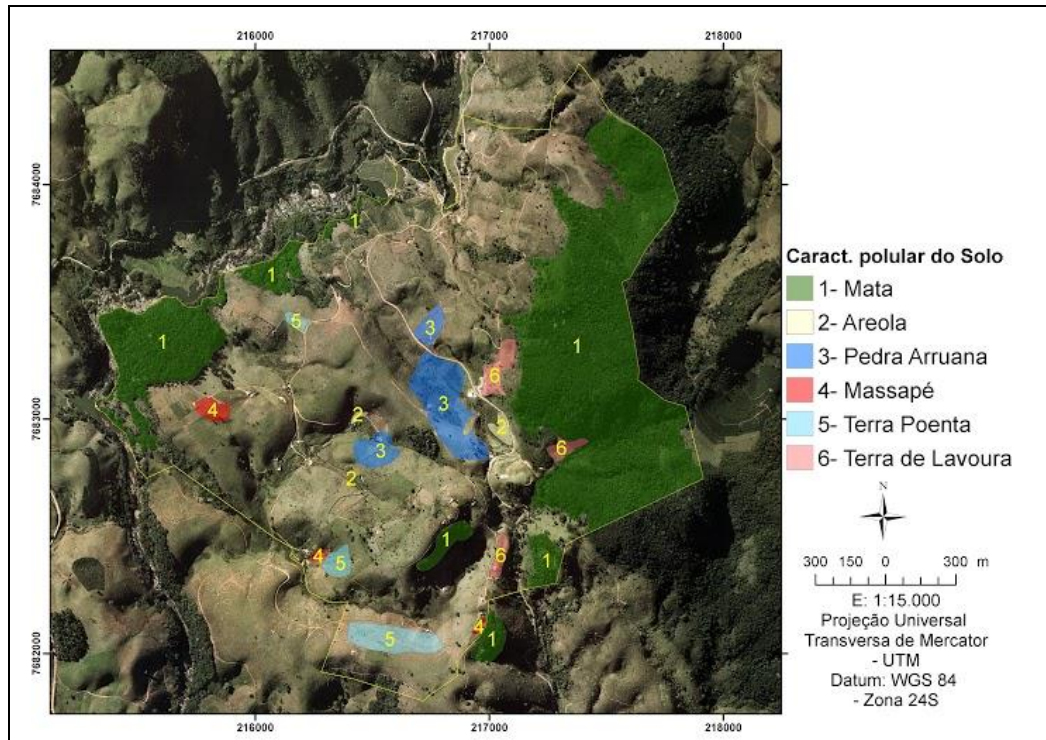 216000 217000 218000
7684000
7683000
7682000
1
1
1
1
5
3
3
6
4
2
2
3
6
2
1
6
1
4
5
4
1
5
216000 217000 218000
Caract. polular do Solo
1- Mata
2- Areola
3- Pedra Arruana
4- Massapé
5- Terra Poenta
6- Terra de Lavoura
N
300 150 0 300 m
E: 1:15.000
Projeção Universal
Transversa de Mercator
- UTM
Datum: WGS 84
- Zona 24S